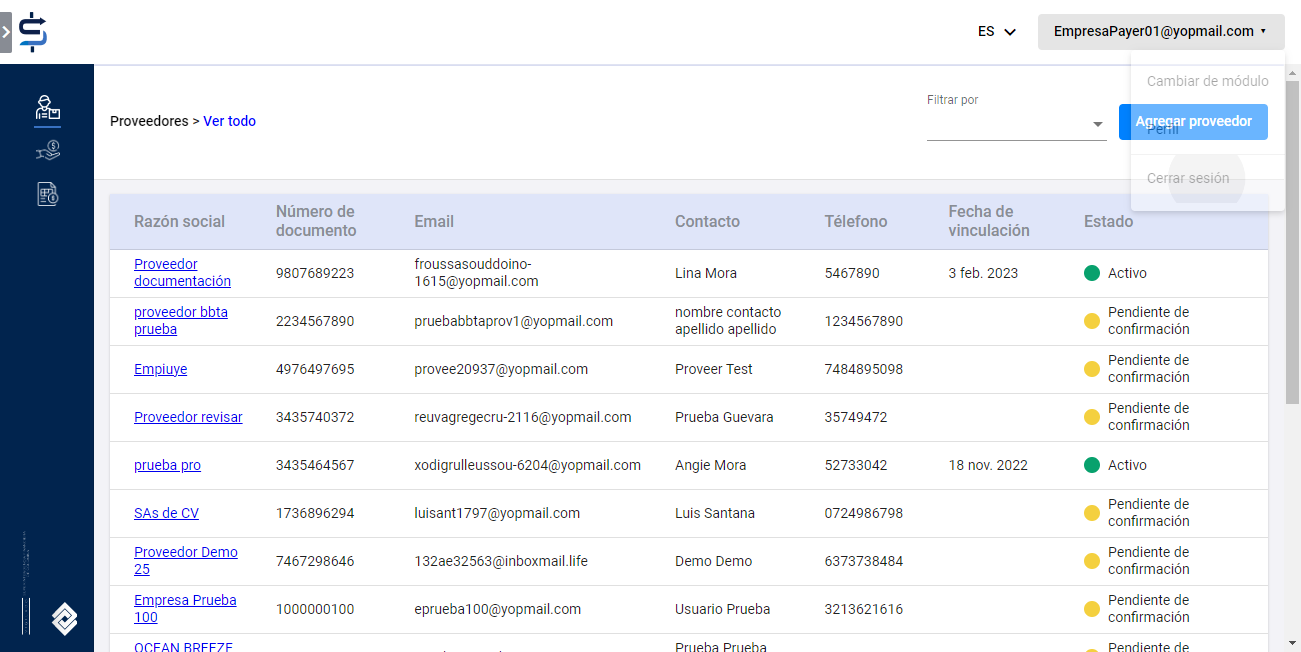 ES
EmpresaPayer01@yopmail.com
Cambiar de módulo
Perfil
Cerrar sesión
Proveedores > Ver todo
Filtrar por
Agregar proveedor
Razón social
Número de
documento
Email
Contacto
Télefono
Fecha de
vinculación
Estado
Proveedor
documentación
9807689223
froussasouddoino-
1615@yopmail.com
Lina Mora
5467890
3 feb. 2023
Activo
proveedor bbta
prueba
2234567890
pruebabbtaprov1@yopmail.com
nombre contacto
apellido apellido
1234567890
Pendiente de
confirmación
Empiuye
4976497695
provee20937@yopmail.com
Proveer Test
7484895098
Pendiente de
confirmación
Proveedor revisar
3435740372
reuvagregecru-2116@yopmail.com
Prueba Guevara
35749472
Pendiente de
confirmación
prueba pro
3435464567
xodigrulleussou-6204@yopmail.com
Angie Mora
52733042
18 nov. 2022
Activo
SAs de CV
1736896294
luisant1797@yopmail.com
Luis Santana
0724986798
Pendiente de
confirmación
Proveedor Demo
25
7467298646
132ae32563@inboxmail.life
Demo Demo
6373738484
Pendiente de
confirmación
Empresa Prueba
100
1000000100
eprueba100@yopmail.com
Usuario Prueba
3213621616
Pendiente de
confirmación
OCEAN BREEZE
Prueba Prueba
Pendiente de